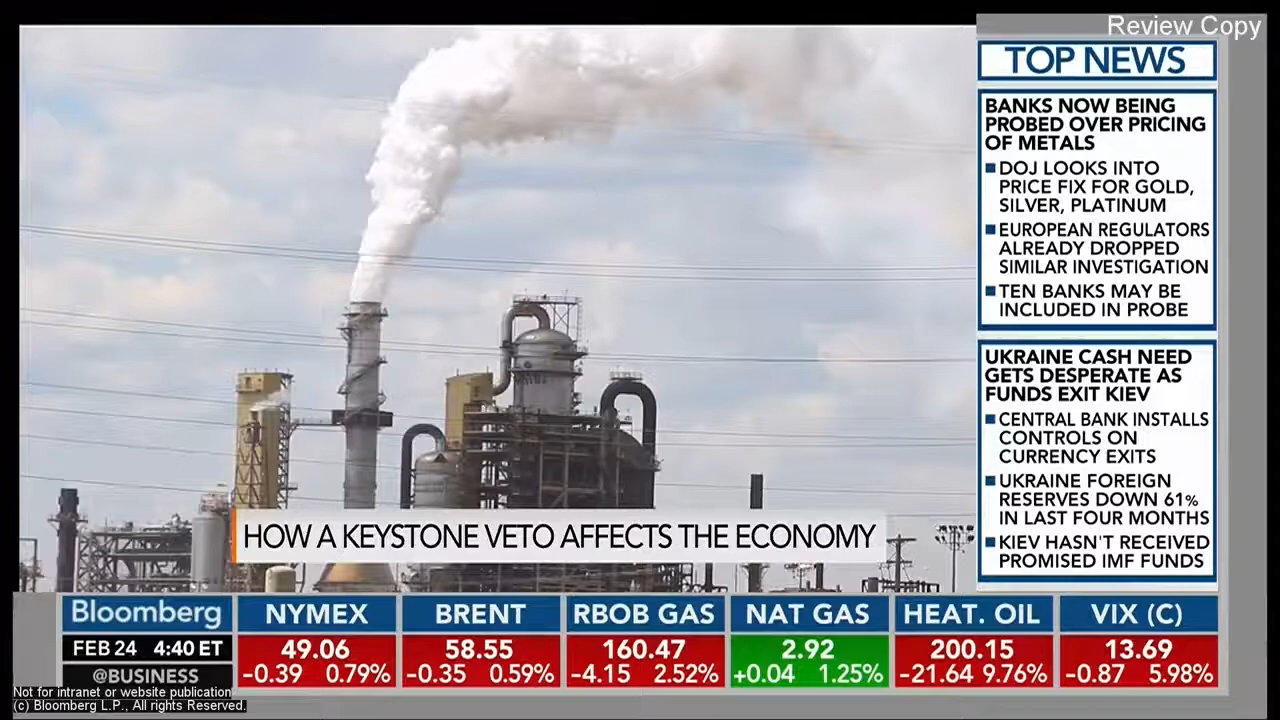 Review Copy
TOP NEWS
BANKS NOW BEING
PROBED OVER PRICING
OF METALS
DOJ LOOKS INTO
PRICE FIX FOR GOLD,
SILVER, PLATINUM
EUROPEAN REGULATORS
ALREADY DROPPED
SIMILAR INVESTIGATION
TEN BANKS MAY BE
INCLUDED IN PROBE
UKRAINE CASH NEED
GETS DESPERATE AS
FUNDS EXIT KIEV
CENTRAL BANK INSTALLS
CONTROLS ON
CURRENCY EXITS
UKRAINE FOREIGN
RESERVES DOWN 61%
IN LAST FOUR MONTHS
KIEV HASN'T RECEIVED
PROMISED IMF FUNDS
HOW A KEYSTONE VETO AFFECTS THE ECONOMY
Bloomberg
FEB 24 4:40 ET
@BUSINESS
NYMEX
49.06
-0.39 0.79%
BRENT
58.55
-0.35 0.59%
RBOB GAS
160.47
-4.15 2.52%
NAT GAS
2.92
+0.04 1.25%
HEAT. OIL
200.15
-21.64 9.76%
VIX (C)
13.69
-0.87 5.98%
Not for intranet or website publication
(c) Bloomberg L.P., All rights Reserved.